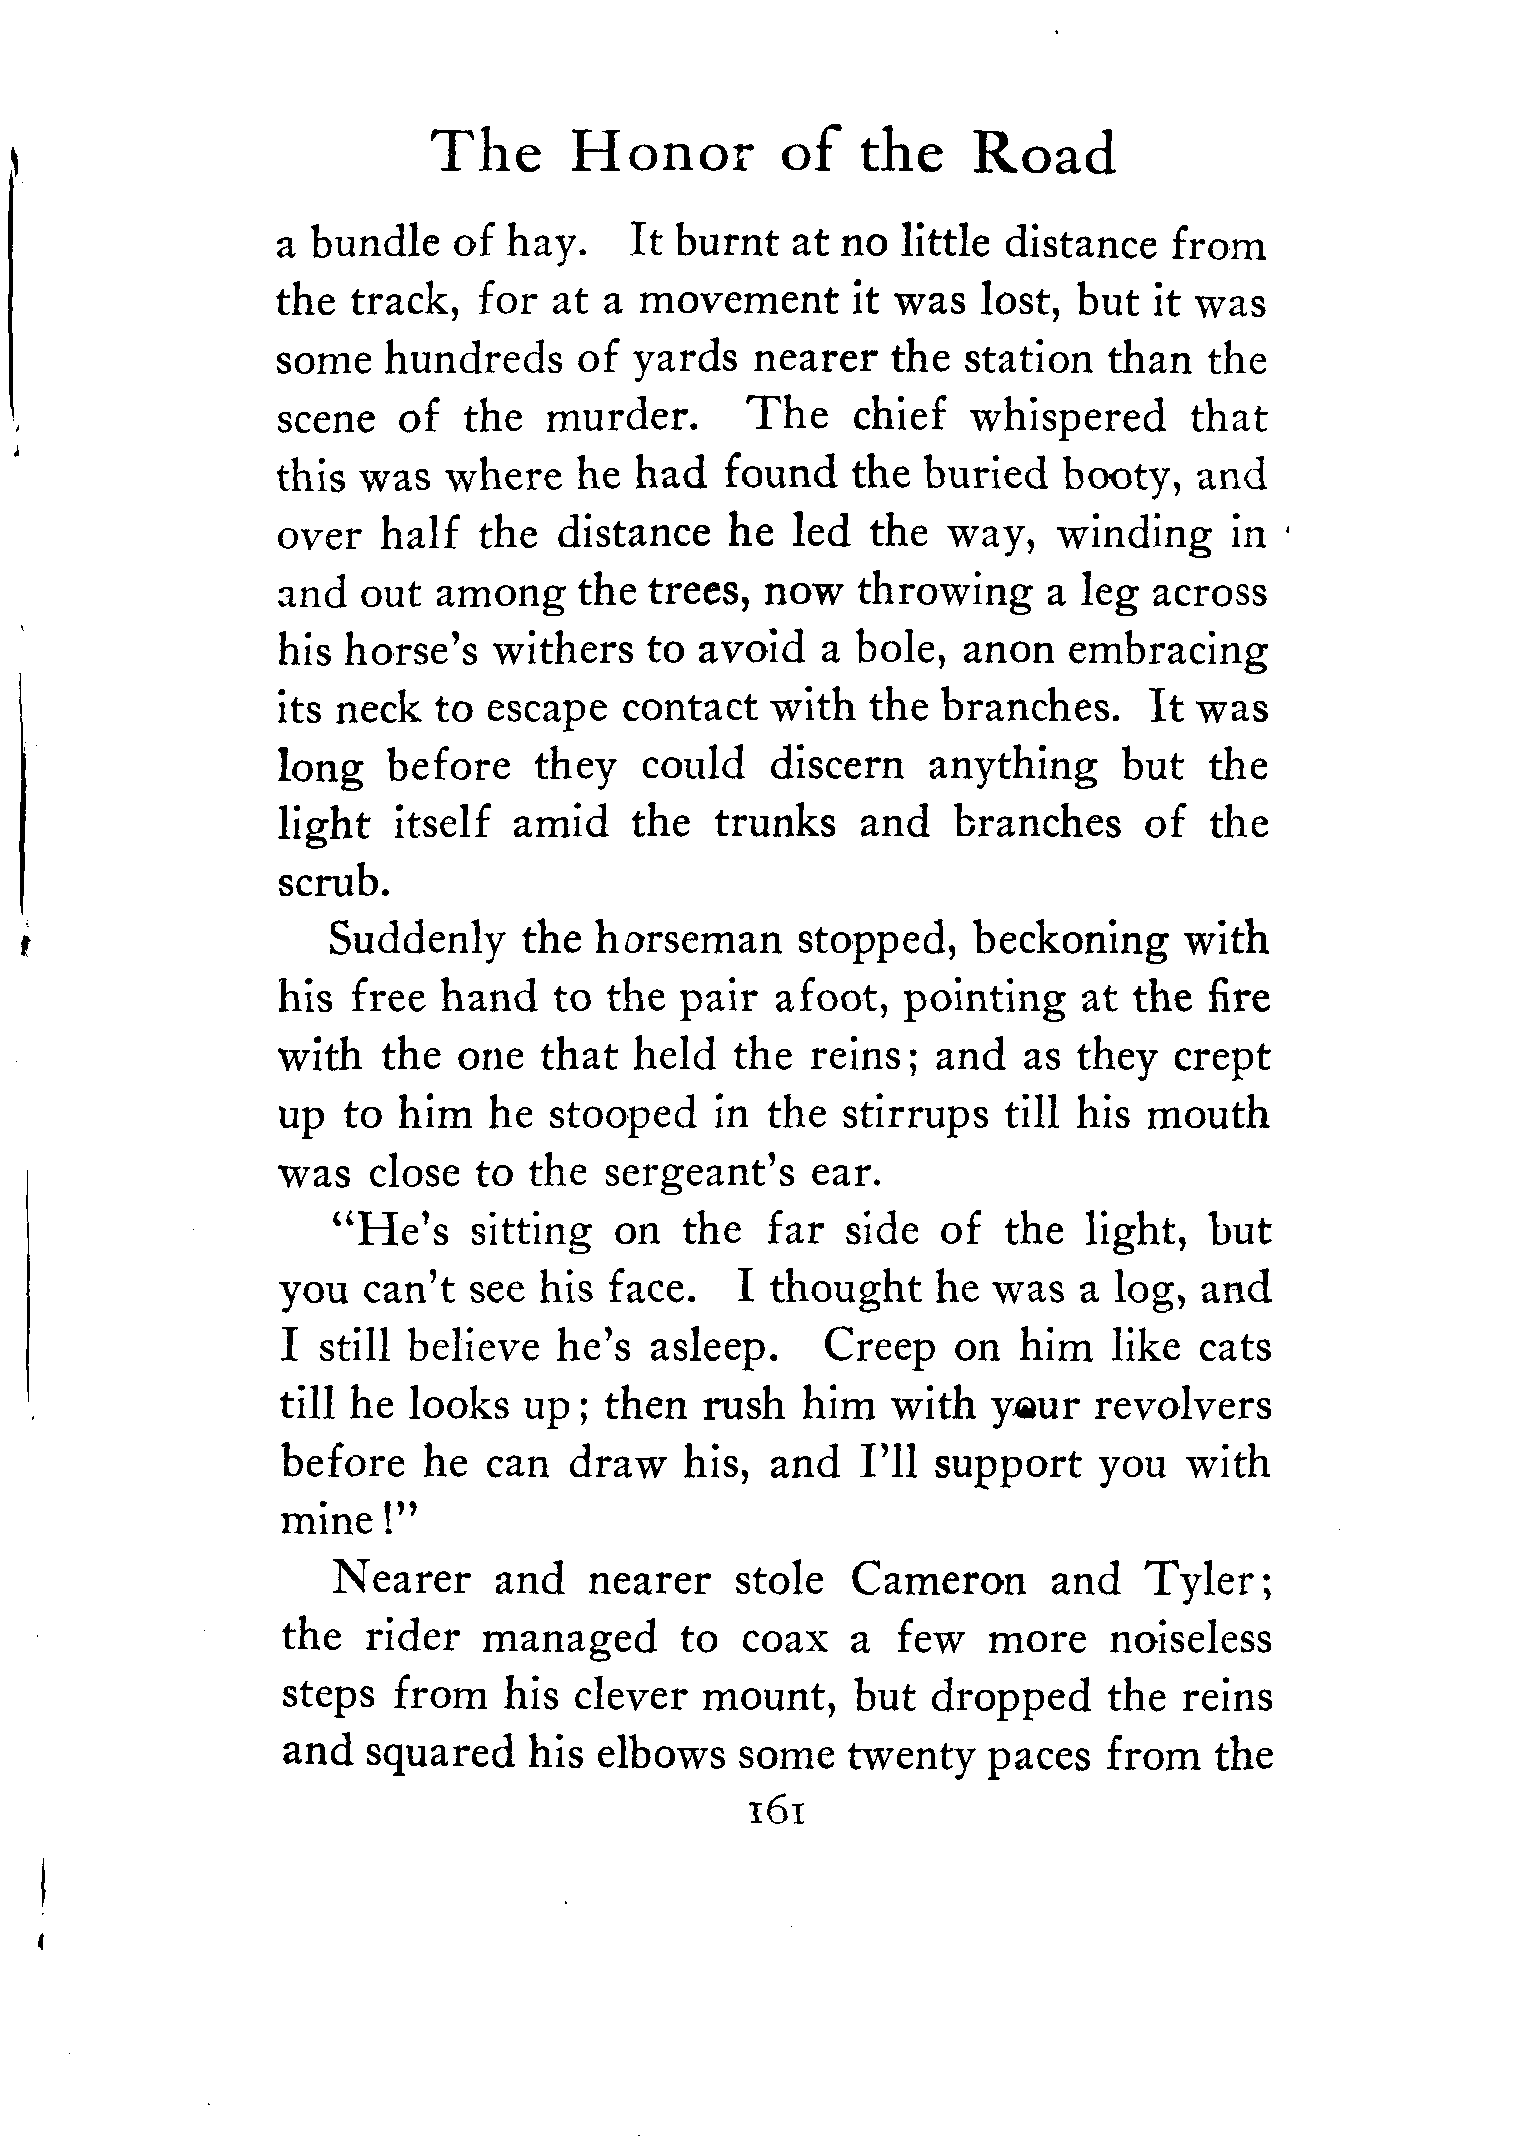 The Honor of the Road
a bundle of hay. It burnt at no little distance from
the track, for at a movement it was lost, but it was
some hundreds of yards nearer the station than the
scene of the murder. The chief whispered that
this was where he had found the buried booty, and
over half the distance he led the way, winding in
and out among the trees, now throwing a leg across
his horse's withers to avoid a bole, anon embracing
its neck to escape contact with the branches. It was
long before they could discern anything but the
light itself amid the trunks and branches of the
scrub.
Suddenly the horseman stopped, beckoning with
his free hand to the pair afoot, pointing at the fire
with the one that held the reins; and as they crept
up to him he stooped in the stirrups till his mouth
was close to the sergeant's ear.
"He's sitting on the far side of the light, but
you can't see his face. I thought he was a log, and
I still believe he's asleep. Creep on him like cats
till he looks up; then rush him with your revolvers
before he can draw his, and I'll support you with
mine!"
Nearer and nearer stole Cameron and Tyler;
the rider managed to coax a few more noiseless
steps from his clever mount, but dropped the reins
and squared his elbows some twenty paces from the
161